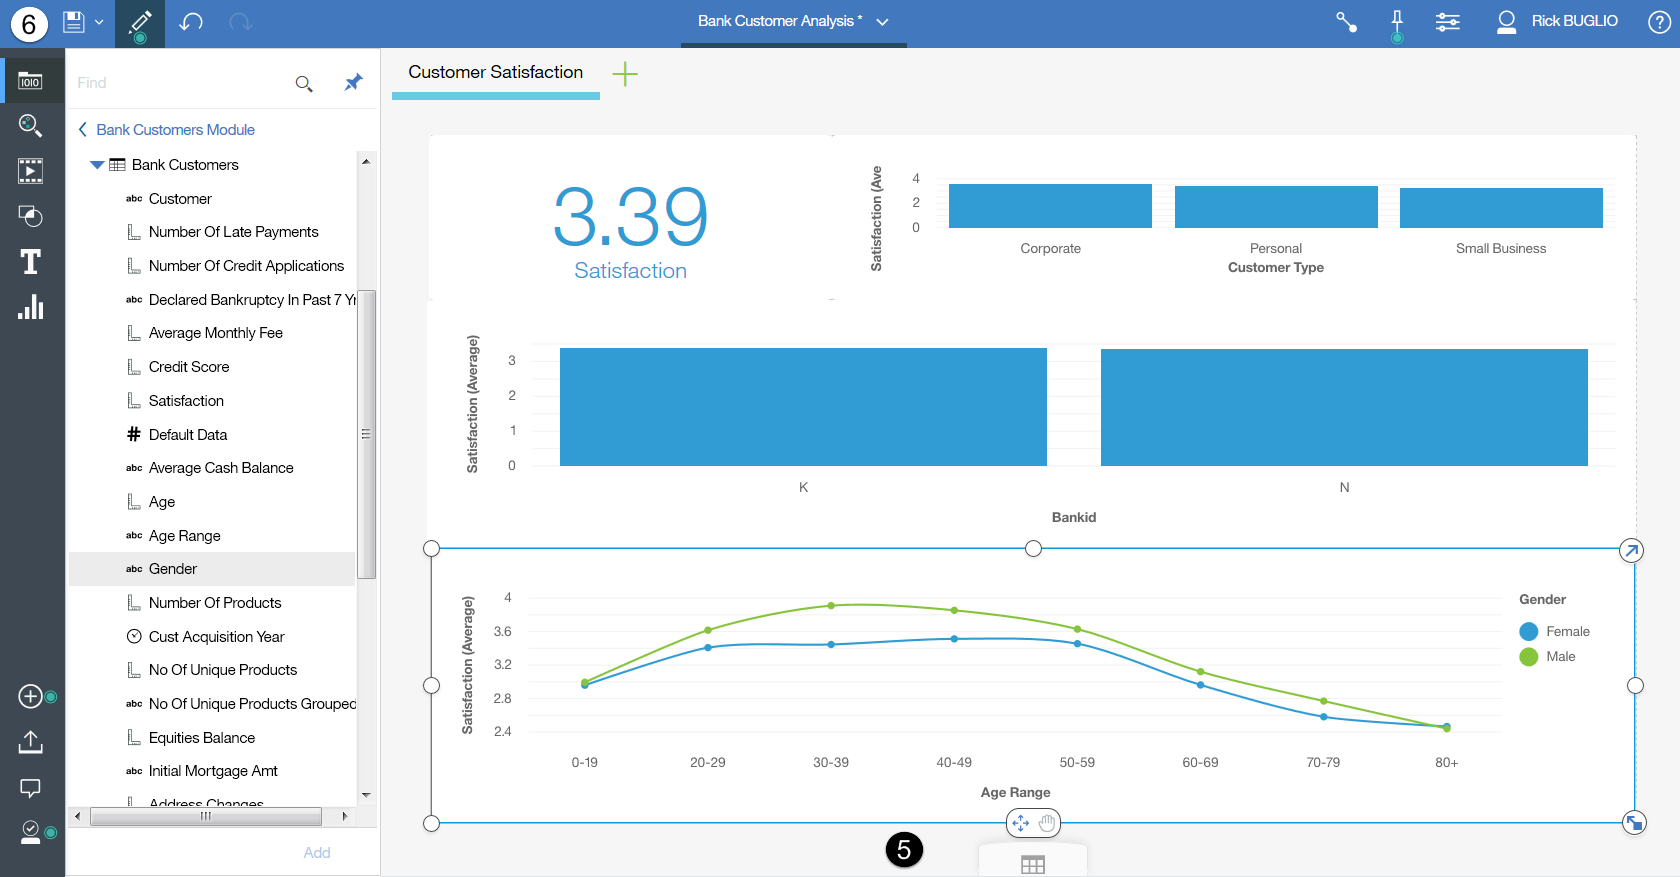 6
Bank Customer Analysis *
Rick BUGLIO
?
Find
Customer Satisfaction
Bank Customers Module
Bank Customers
abc Customer
Number Of Late Payments
Number Of Credit Applications
abc Declared Bankruptcy In Past 7 Yr
Average Monthly Fee
Credit Score
Satisfaction
# Default Data
abc Average Cash Balance
Age
abc Age Range
abc Gender
Number Of Products
Cust Acquisition Year
No Of Unique Products
abc No Of Unique Products Grouped
Equities Balance
abc Initial Mortgage Amt
Address Changes
Add
1010
T
3.39
Satisfaction
Satisfaction (Ave
4
2
0
Corporate
Personal
Small Business
Customer Type
Satisfaction (Average)
3
2
1
0
K
N
Bankid
Satisfaction (Average)
4
3.6
3.2
2.8
2.4
0-19
20-29
30-39
40-49
50-59
60-69
70-79
80+
Age Range
Gender
Female
Male
5